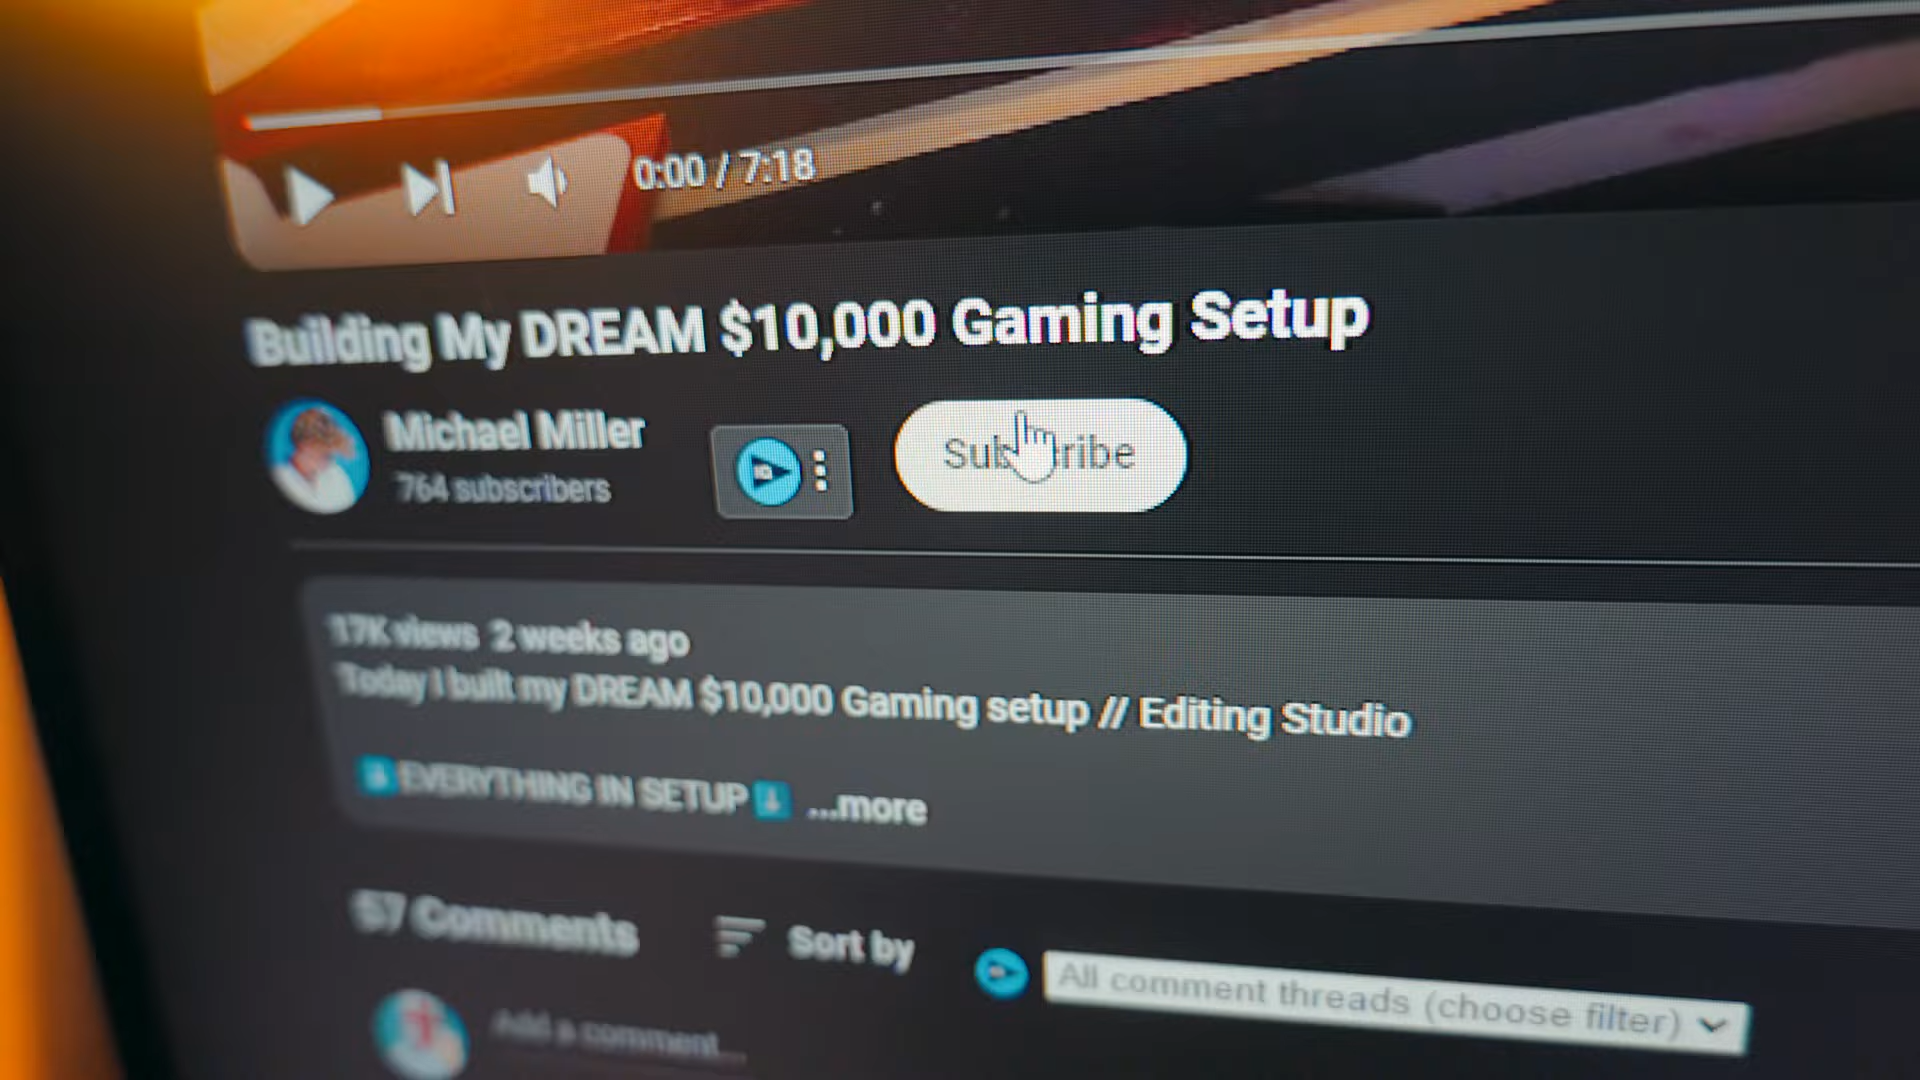 0:00 / 7:18
Building My DREAM $10,000 Gaming Setup
Michael Miller
764 subscribers
IQ
Subscribe
17K views 2 weeks ago
Today I built my DREAM $10,000 Gaming setup // Editing Studio
EVERYTHING IN SETUP ...more
57 Comments
Sort by
All comment threads (choose filter)
Add a comment...